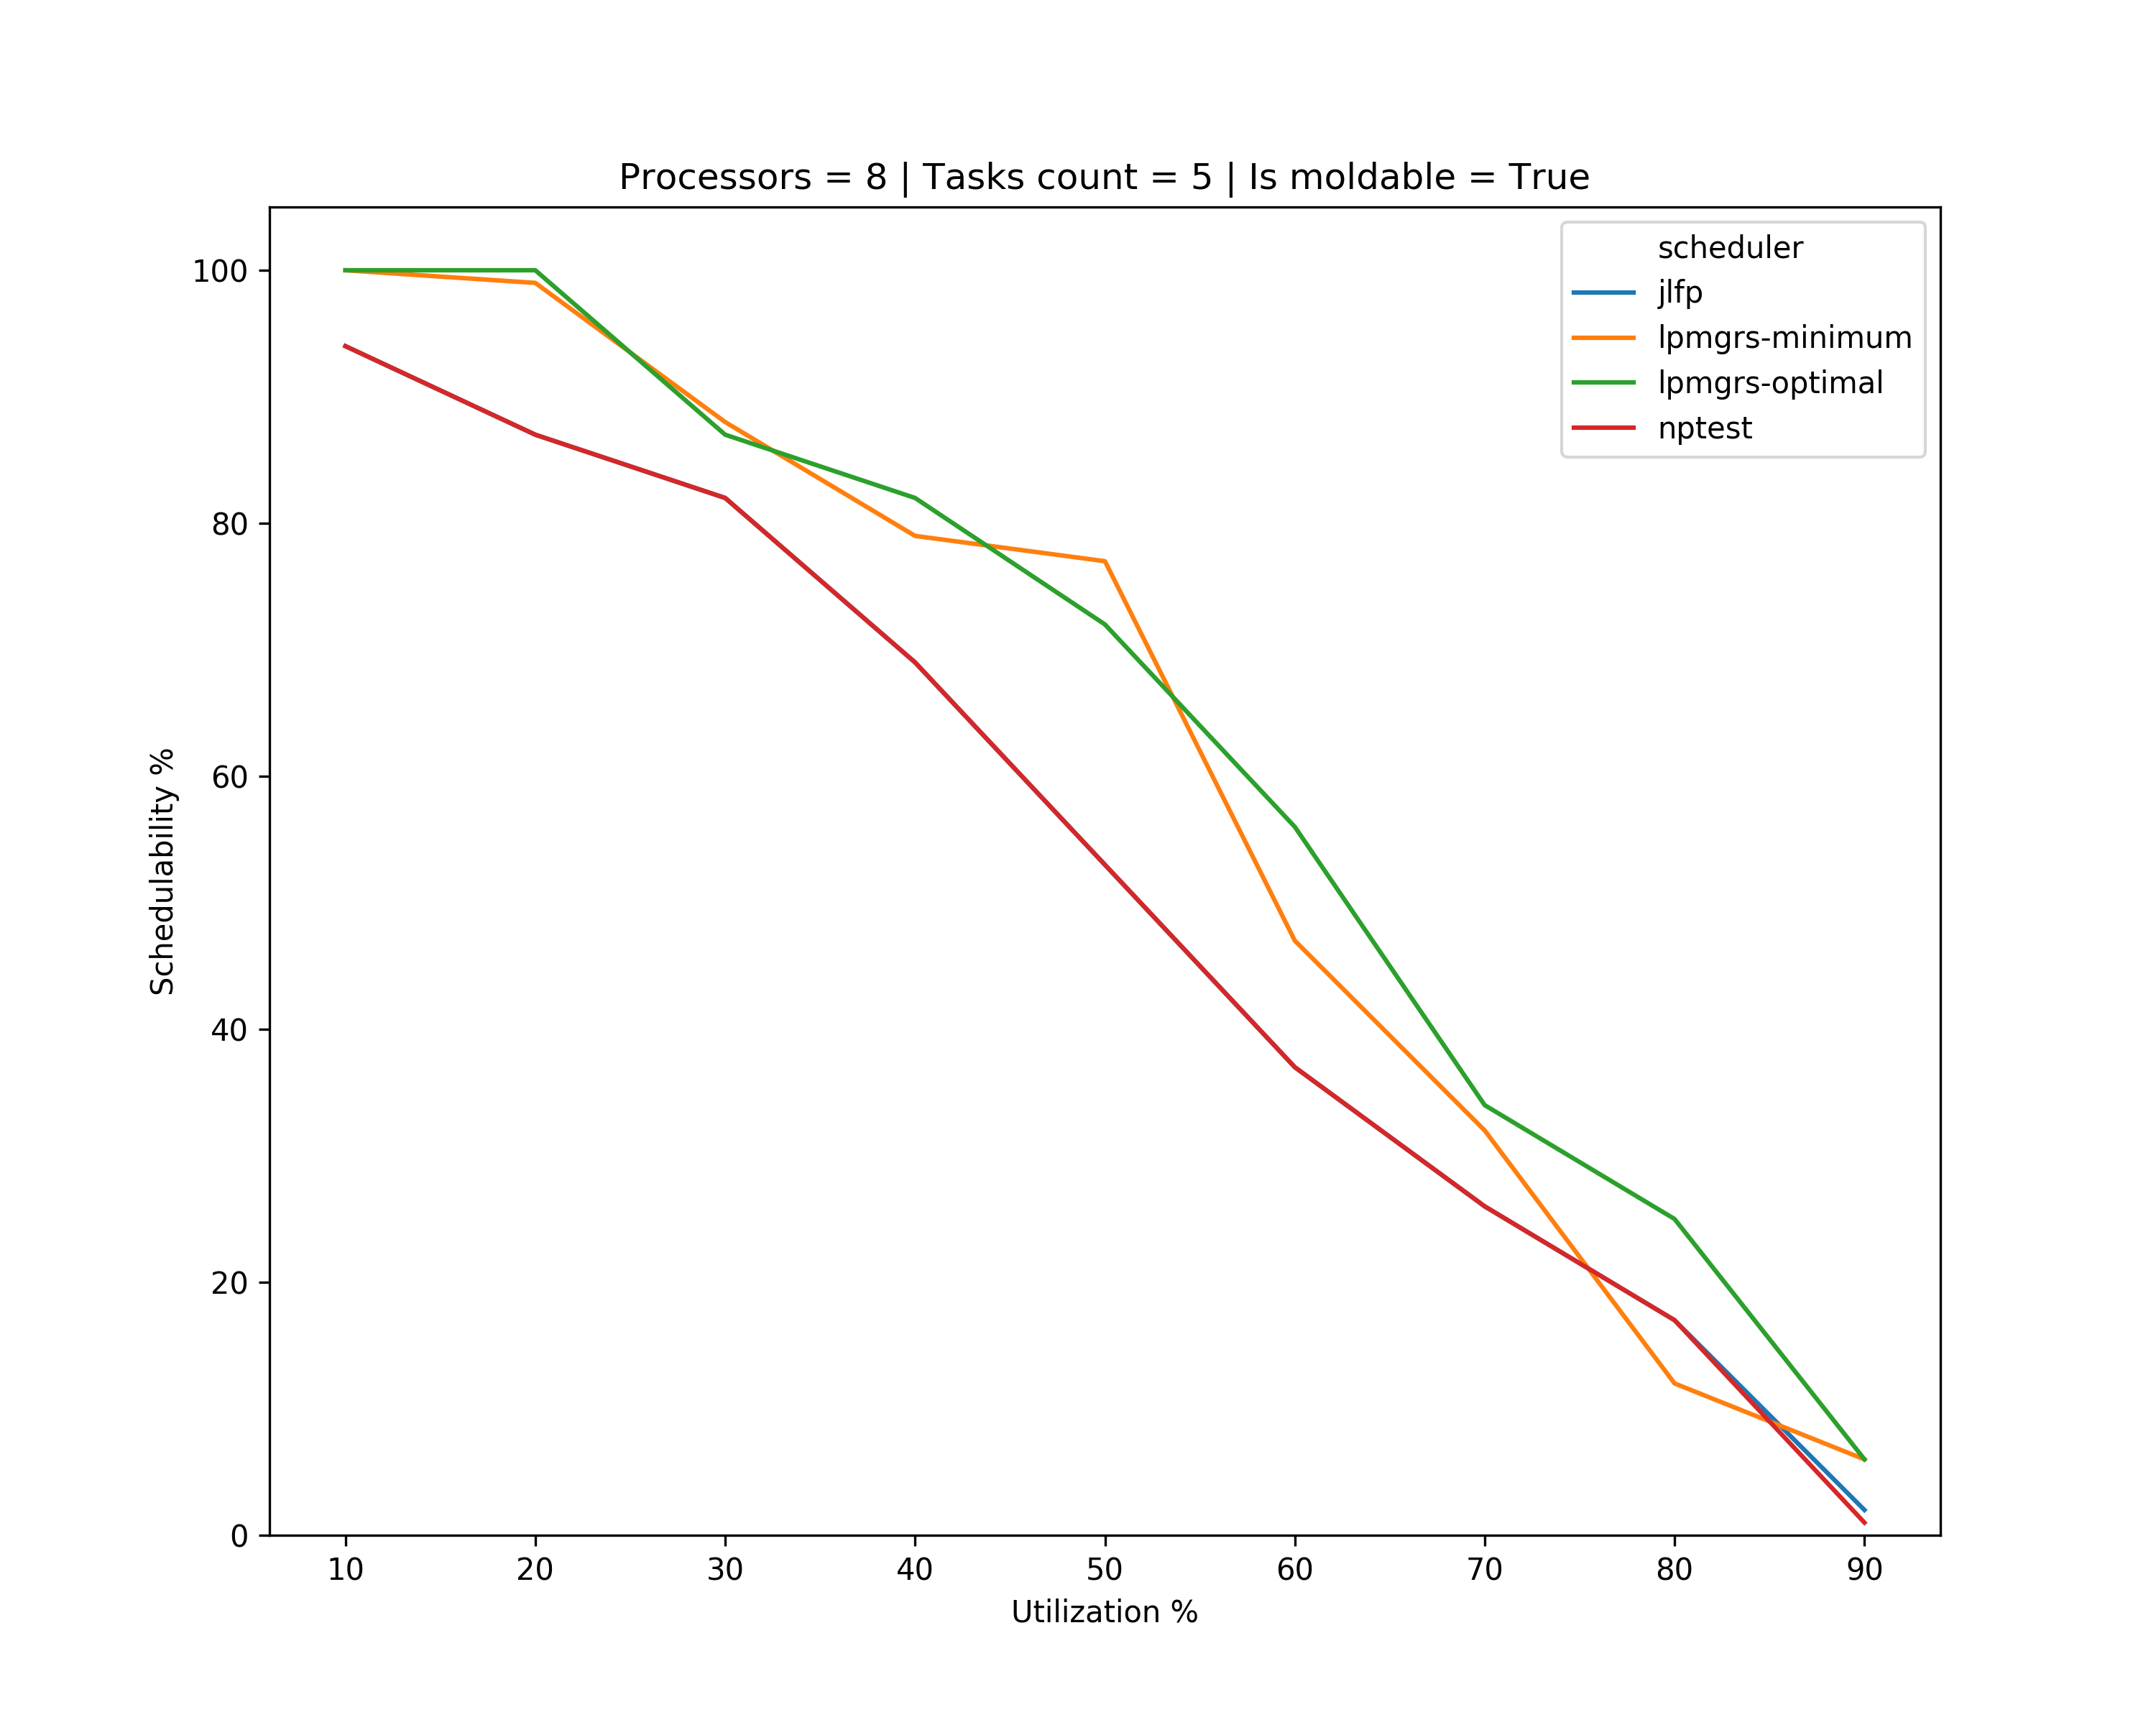 Processors = 8 | Tasks count = 5 | Is moldable = True
scheduler
jlfp
lpmgrs-minimum
lpmgrs-optimal
nptest
Schedulability %
100
80
60
40
20
0
10 20 30 40 50 60 70 80 90
Utilization %